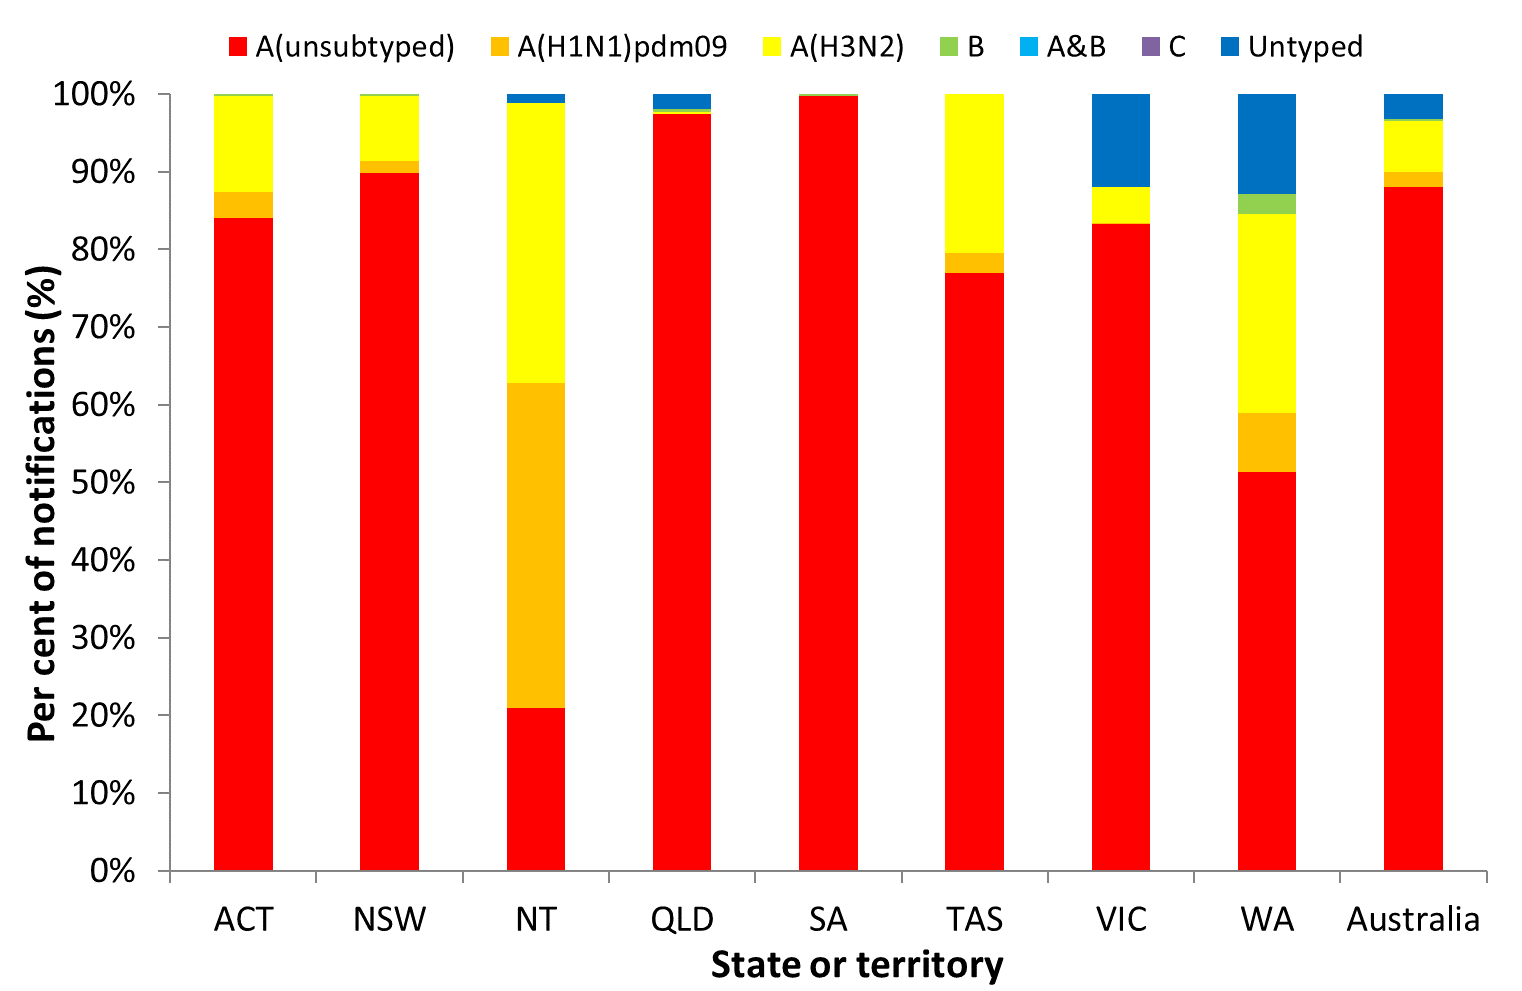 A(unsubtyped) A(H1N1)pdm09 A(H3N2) B A&B C Untyped
Per cent of notifications (%)
100%
90%
80%
70%
60%
50%
40%
30%
20%
10%
0%
ACT NSW NT QLD SA TAS VIC WA Australia
State or territory